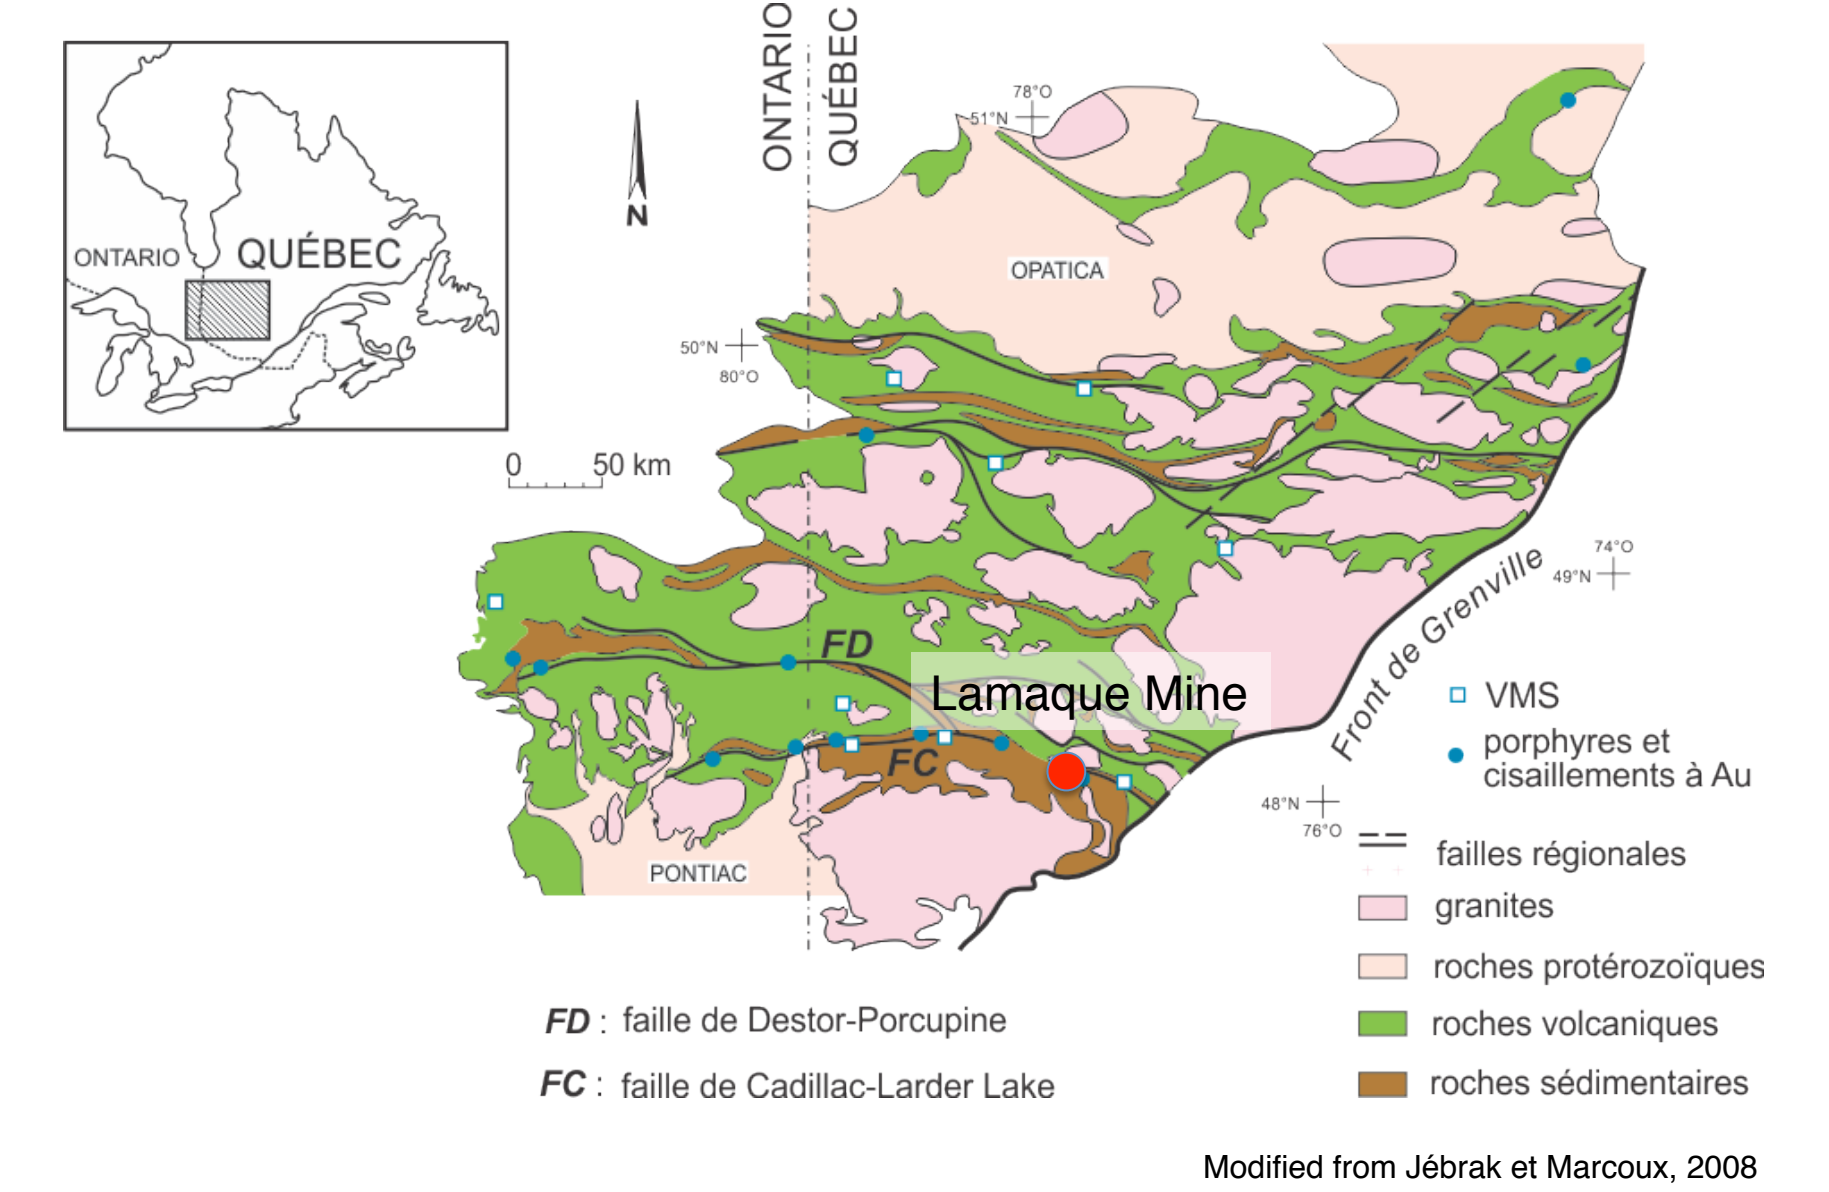 ONTARIO
QUÉBEC
ONTARIO
QUÉBEC
N
78°O
51°N
OPATICA
50°N
80°O
0 50 km
74°O
49°N
Front de Grenville
FD
Lamaque Mine
FC
48°N
76°O
PONTIAC
VMS
porphyres et
cisaillements à Au
failles régionales
granites
roches protérozoïques
roches volcaniques
roches sédimentaires
FD : faille de Destor-Porcupine
FC : faille de Cadillac-Larder Lake
Modified from Jébrak et Marcoux, 2008